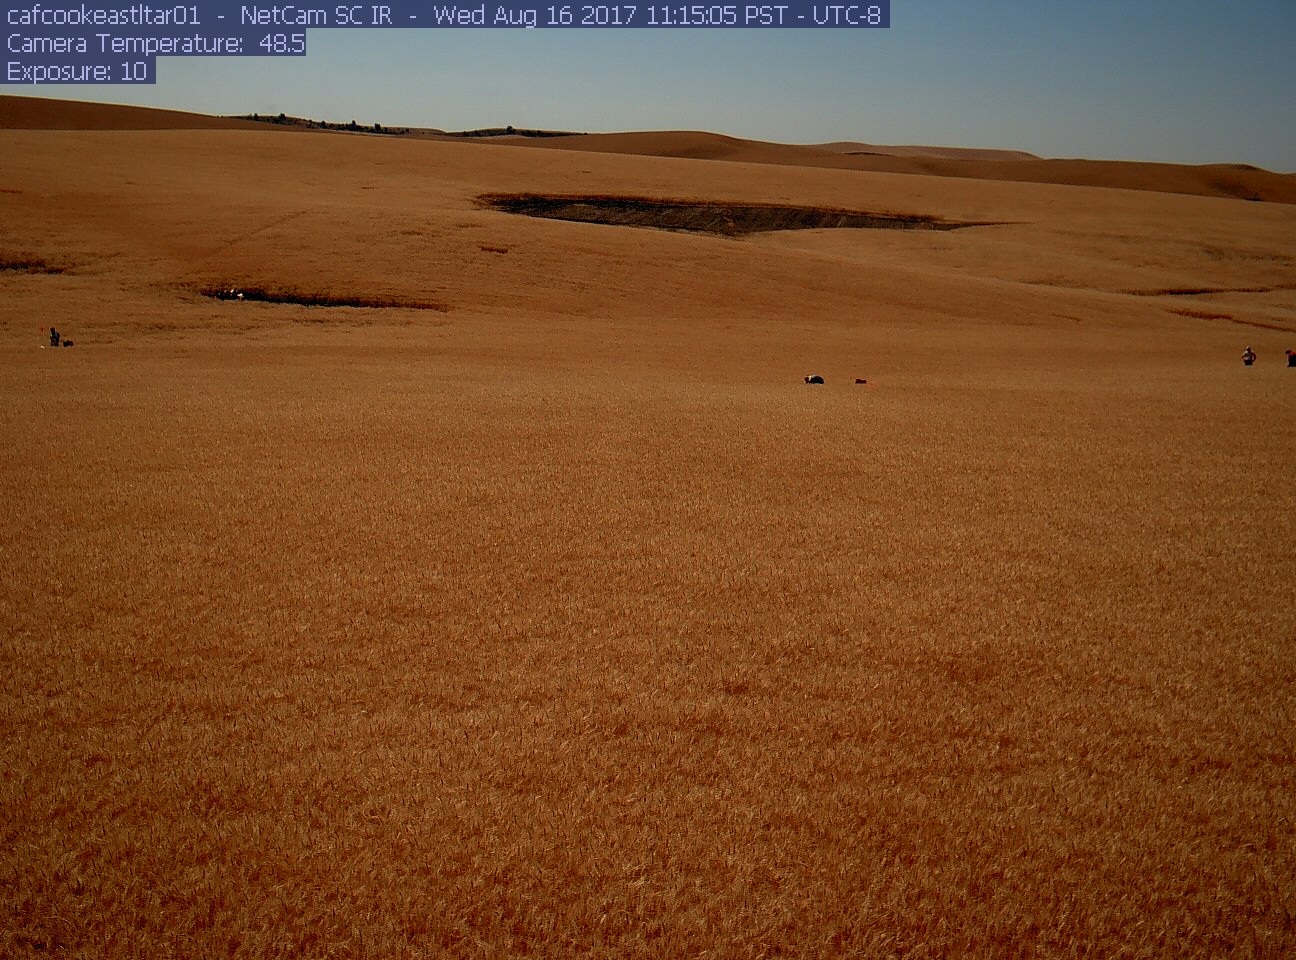 cafcookeastltar01 - NetCam SC IR - Wed Aug 16 2017 11:15:05 PST - UTC-8
Camera Temperature: 48.5
Exposure: 10